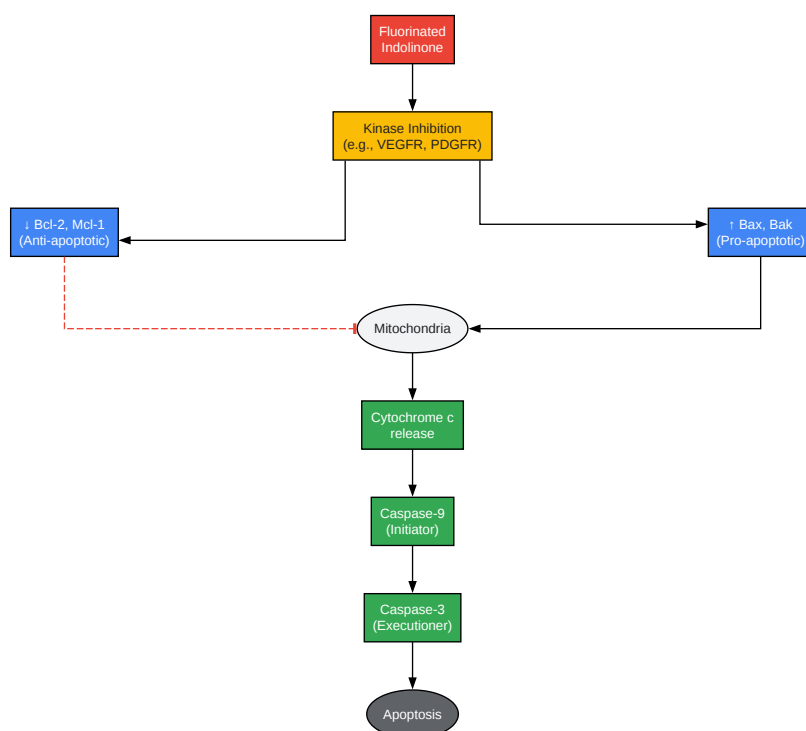 Fluorinated
Indolinone
Kinase Inhibition
(e.g., VEGFR, PDGFR)
↓ Bcl-2, Mcl-1
(Anti-apoptotic)
↑ Bax, Bak
(Pro-apoptotic)
Mitochondria
Cytochrome c
release
Caspase-9
(Initiator)
Caspase-3
(Executioner)
Apoptosis